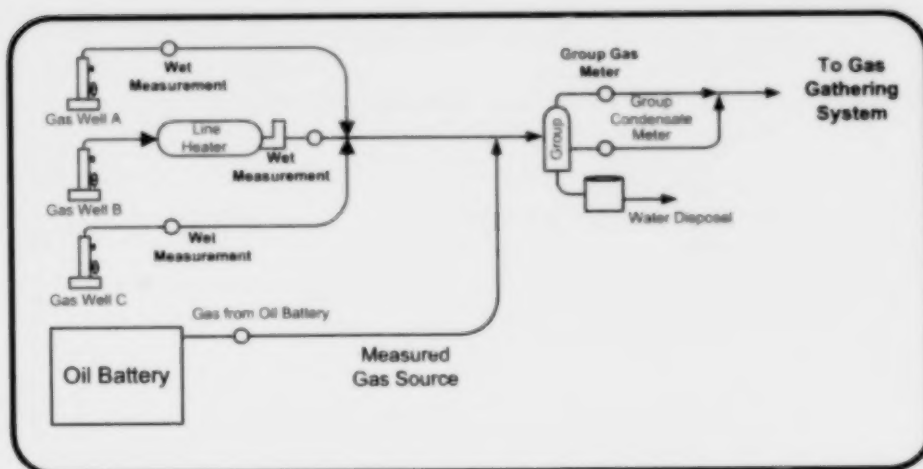 Wet
Measurement
Gas Well A
Line
Heater
Wet
Measurement
Gas Well B
Wet
Measurement
Gas Well C
Gas from Oil Battery
Oil Battery
Measured
Gas Source
Group Gas
Meter
Group
Condensate
Meter
Group
Water Disposal
To Gas
Gathering
System